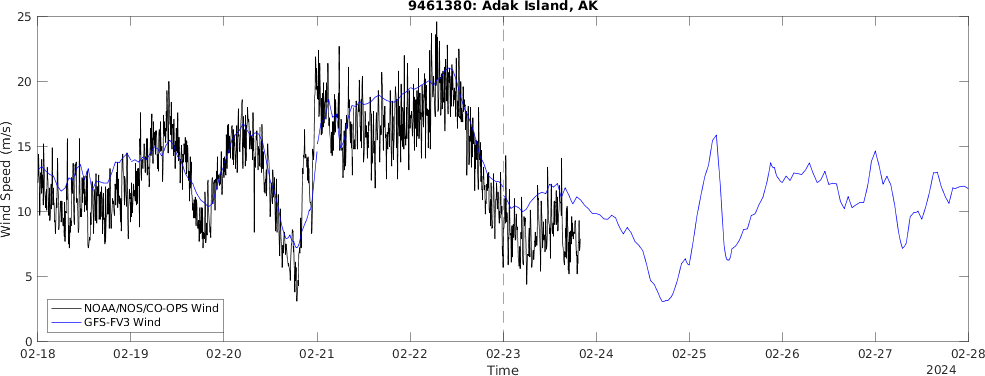 9461380: Adak Island, AK
25
20
15
10
5
0
Wind Speed (m/s)
NOAA/NOS/CO-OPS Wind
GFS-FV3 Wind
02-18 02-19 02-20 02-21 02-22 02-23 02-24 02-25 02-26 02-27 02-28
Time
2024